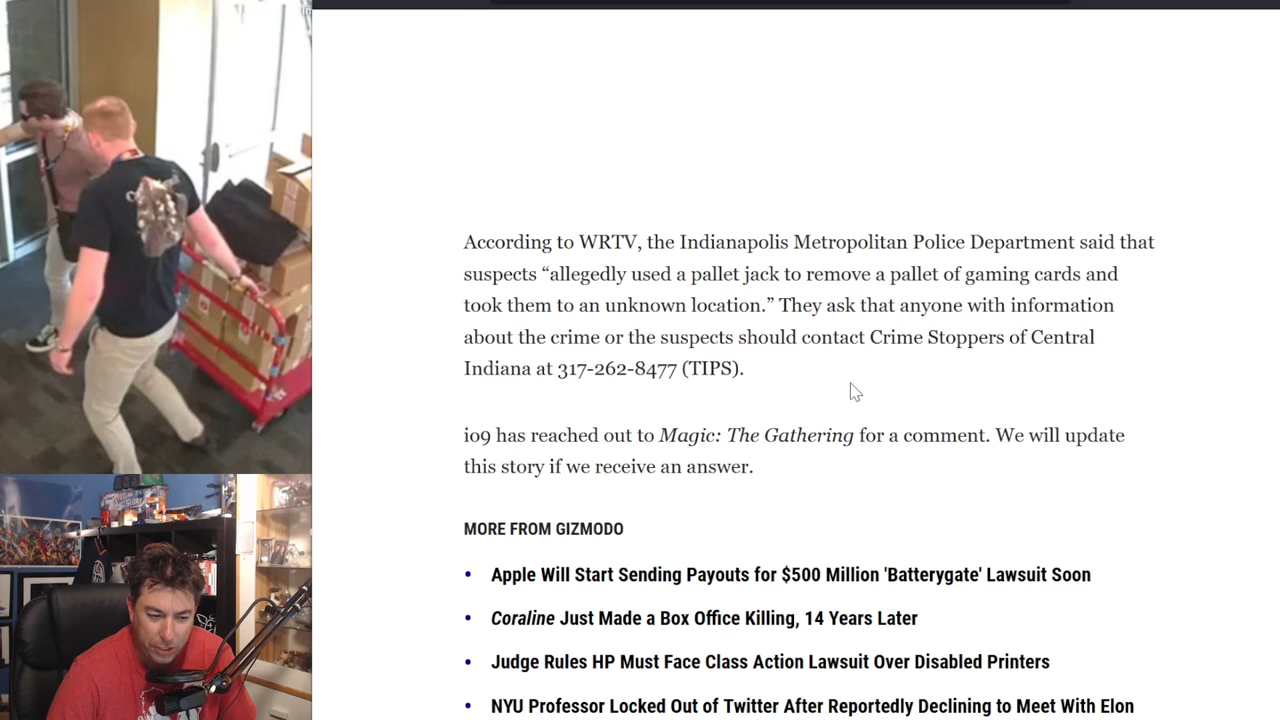 According to WRTV, the Indianapolis Metropolitan Police Department said that
suspects “allegedly used a pallet jack to remove a pallet of gaming cards and
took them to an unknown location.” They ask that anyone with information
about the crime or the suspects should contact Crime Stoppers of Central
Indiana at 317-262-8477 (TIPS).
io9 has reached out to Magic: The Gathering for a comment. We will update
this story if we receive an answer.
MORE FROM GIZMODO
• Apple Will Start Sending Payouts for $500 Million 'Batterygate' Lawsuit Soon
• Coraline Just Made a Box Office Killing, 14 Years Later
• Judge Rules HP Must Face Class Action Lawsuit Over Disabled Printers
• NYU Professor Locked Out of Twitter After Reportedly Declining to Meet With Elon